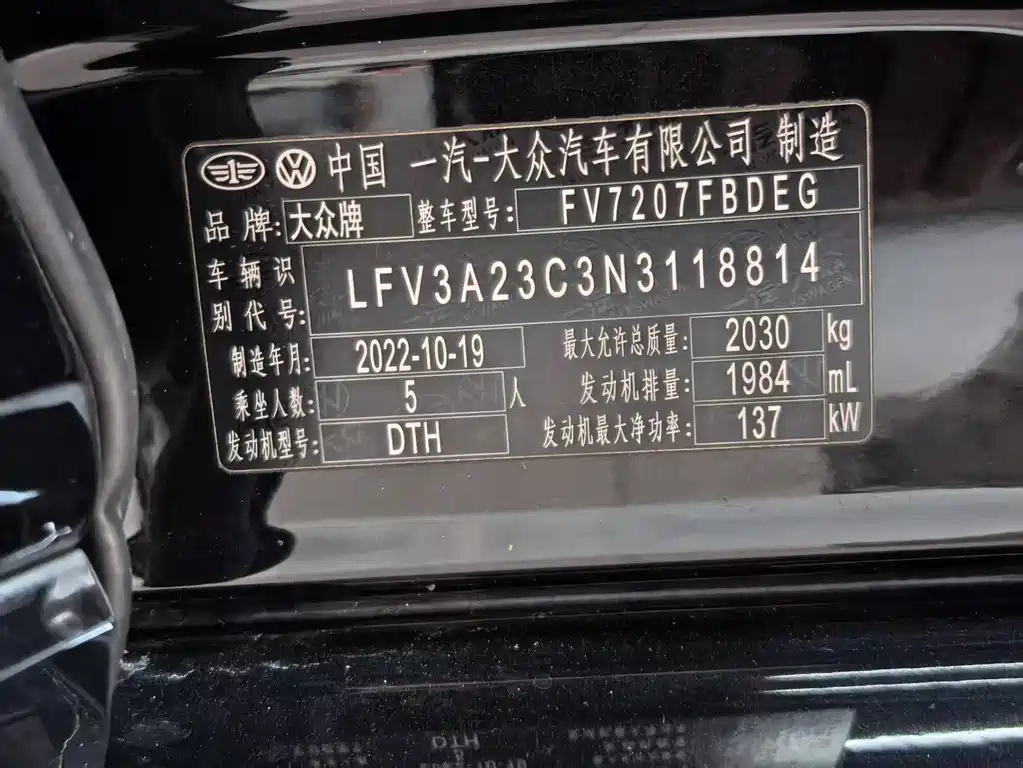 中国 一汽-大众汽车有限公司 制造
品牌: 大众牌 整车型号: FV7207FBDEG
车辆识别代号: LFV3A23C3N3118814
制造年月: 2022-10-19 最大允许总质量: 2030 kg
乘坐人数: 5 人 发动机排量: 1984 mL
发动机型号: DTH 发动机最大净功率: 137 kW